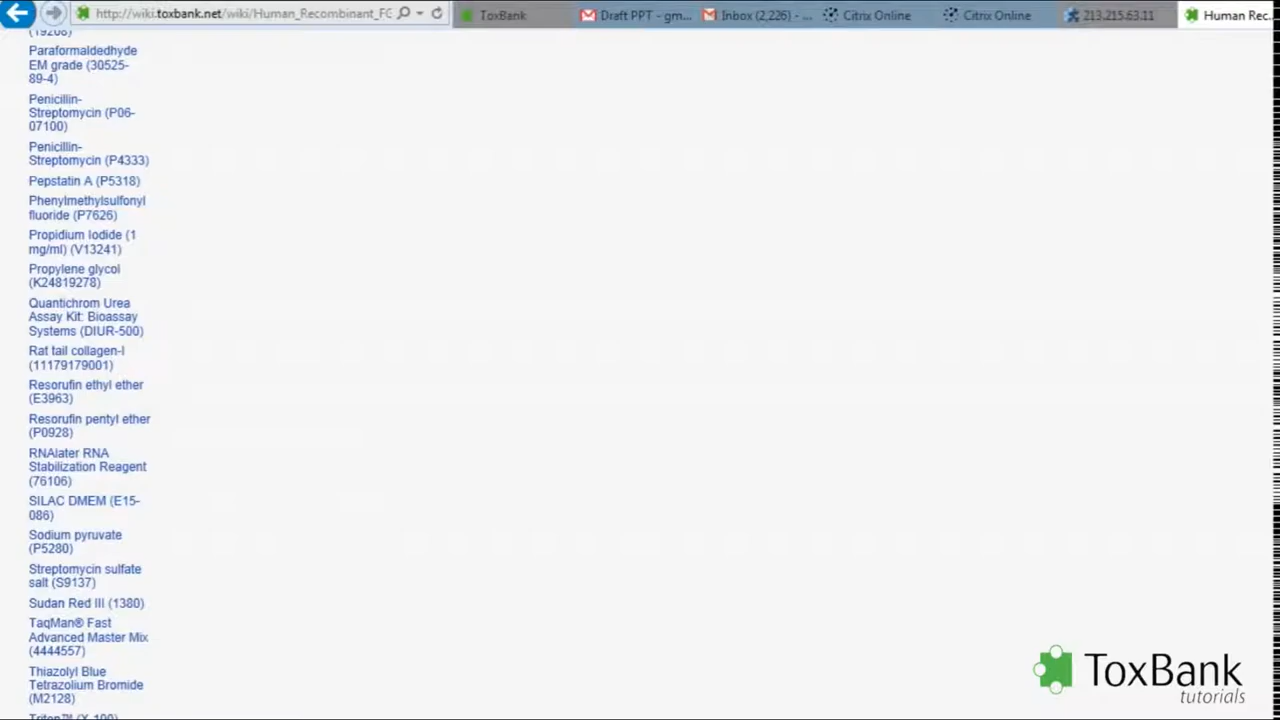 http://wiki.toxbank.net/wiki/Human_Recombinant_FG
ToxBank
Draft PPT - gm...
Inbox (2,226) - ...
Citrix Online
Citrix Online
213.215.63.11
Human Rec...
(19208)
Paraformaldedhyde
EM grade (30525-
89-4)
Penicillin-
Streptomycin (P06-
07100)
Penicillin-
Streptomycin (P4333)
Pepstatin A (P5318)
Phenylmethylsulfonyl
fluoride (P7626)
Propidium Iodide (1
mg/ml) (V13241)
Propylene glycol
(K24819278)
Quantichrom Urea
Assay Kit: Bioassay
Systems (DIUR-500)
Rat tail collagen-I
(11179179001)
Resorufin ethyl ether
(E3963)
Resorufin pentyl ether
(P0928)
RNAlater RNA
Stabilization Reagent
(76106)
SILAC DMEM (E15-
086)
Sodium pyruvate
(P5280)
Streptomycin sulfate
salt (S9137)
Sudan Red III (1380)
TaqMan® Fast
Advanced Master Mix
(4444557)
Thiazolyl Blue
Tetrazolium Bromide
(M2128)
Triton™ (X-100)
ToxBank
tutorials